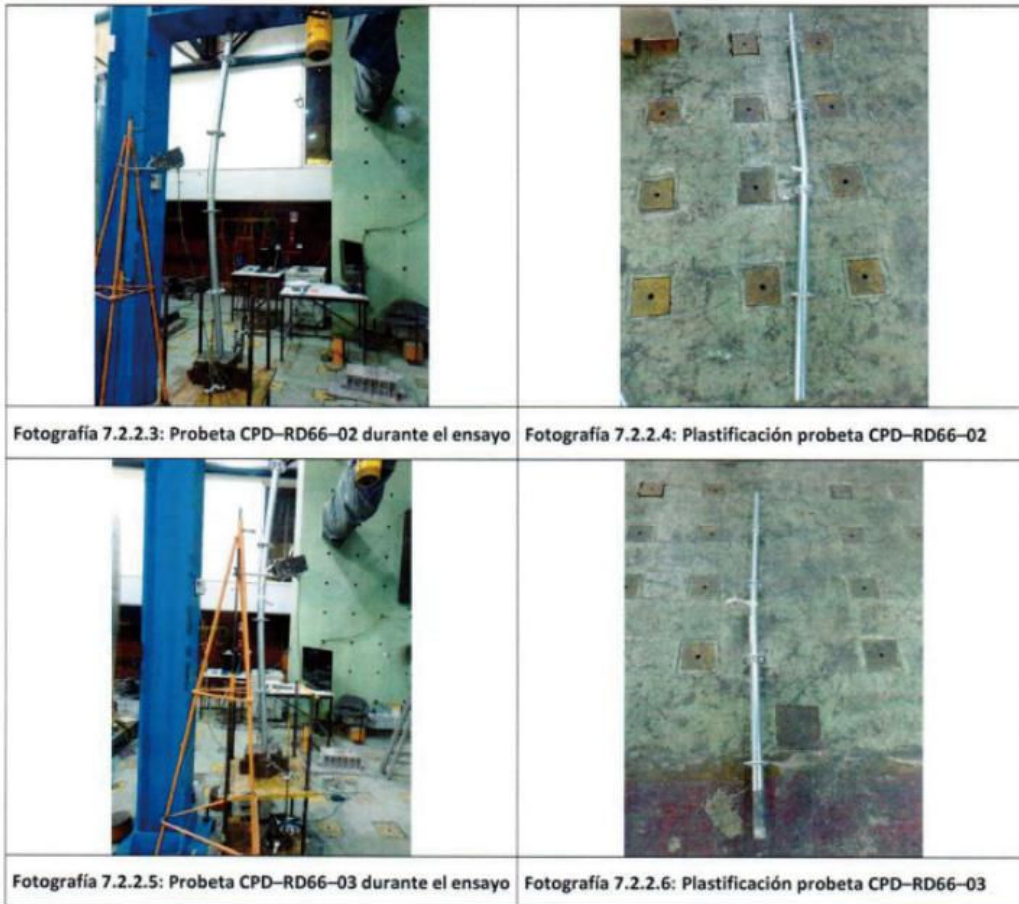 Fotografía 7.2.2.3: Probeta CPD–RD66–02 durante el ensayo
Fotografía 7.2.2.4: Plastificación probeta CPD–RD66–02
Fotografía 7.2.2.5: Probeta CPD–RD66–03 durante el ensayo
Fotografía 7.2.2.6: Plastificación probeta CPD–RD66–03